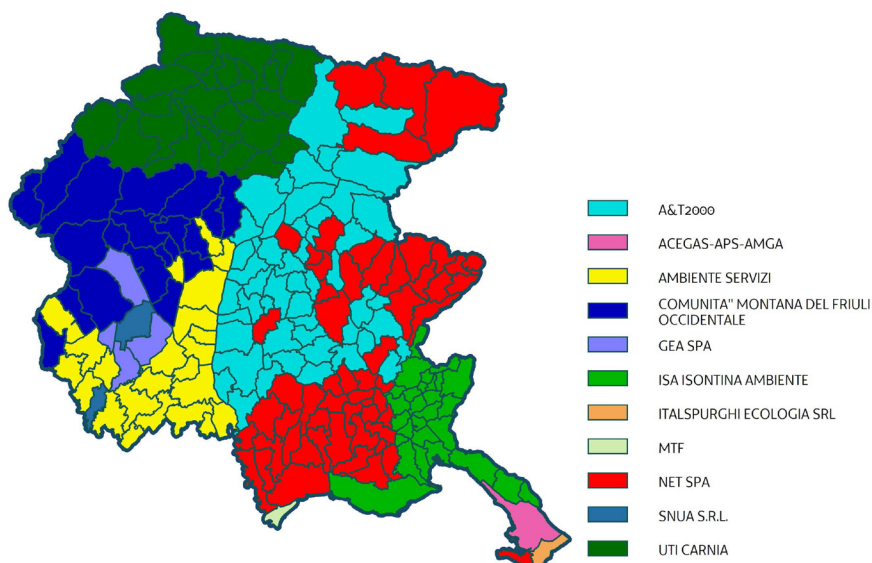 A&T2000
ACEGAS-APS-AMGA
AMBIENTE SERVIZI
COMUNITA" MONTANA DEL FRIULI
OCCIDENTALE
GEA SPA
ISA ISONTINA AMBIENTE
ITALSPURGHI ECOLOGIA SRL
MTF
NET SPA
SNUA S.R.L.
UTI CARNIA